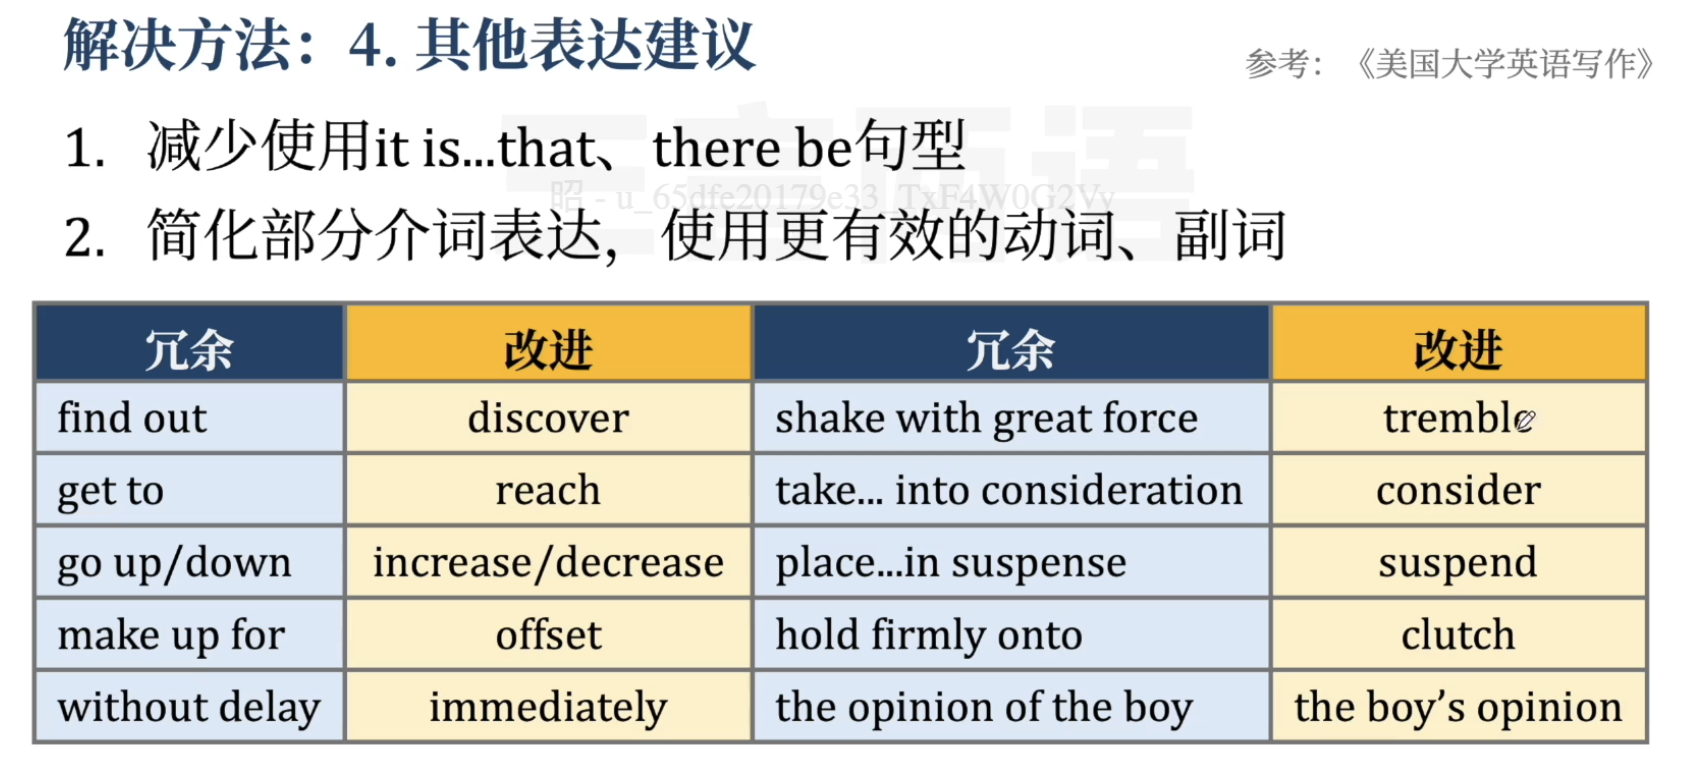 解决方法：4. 其他表达建议
参考：《美国大学英语写作》
1. 减少使用it is...that、there be句型
昭 - u_65dfe20179e33_TxF4W0G2Vy
2. 简化部分介词表达，使用更有效的动词、副词
冗余 改进 冗余 改进
find out discover shake with great force tremble
get to reach take... into consideration consider
go up/down increase/decrease place...in suspense suspend
make up for offset hold firmly onto clutch
without delay immediately the opinion of the boy the boy’s opinion